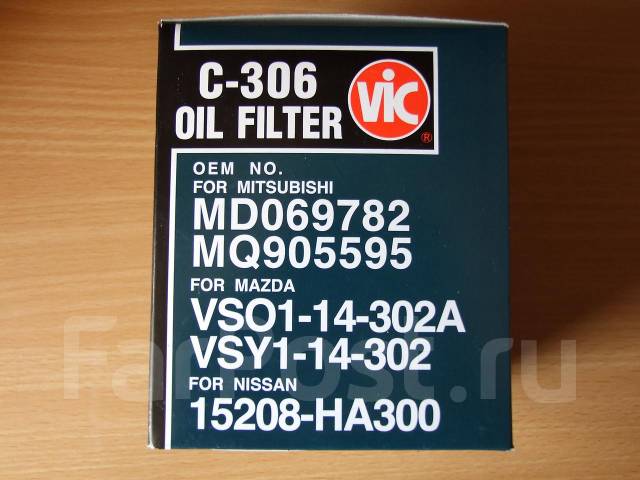 C-306
OIL FILTER
VIC
®
OEM NO.
FOR MITSUBISHI
MD069782
MQ905595
FOR MAZDA
VSO1-14-302A
VSY1-14-302
FOR NISSAN
15208-HA300
FarPost.ru